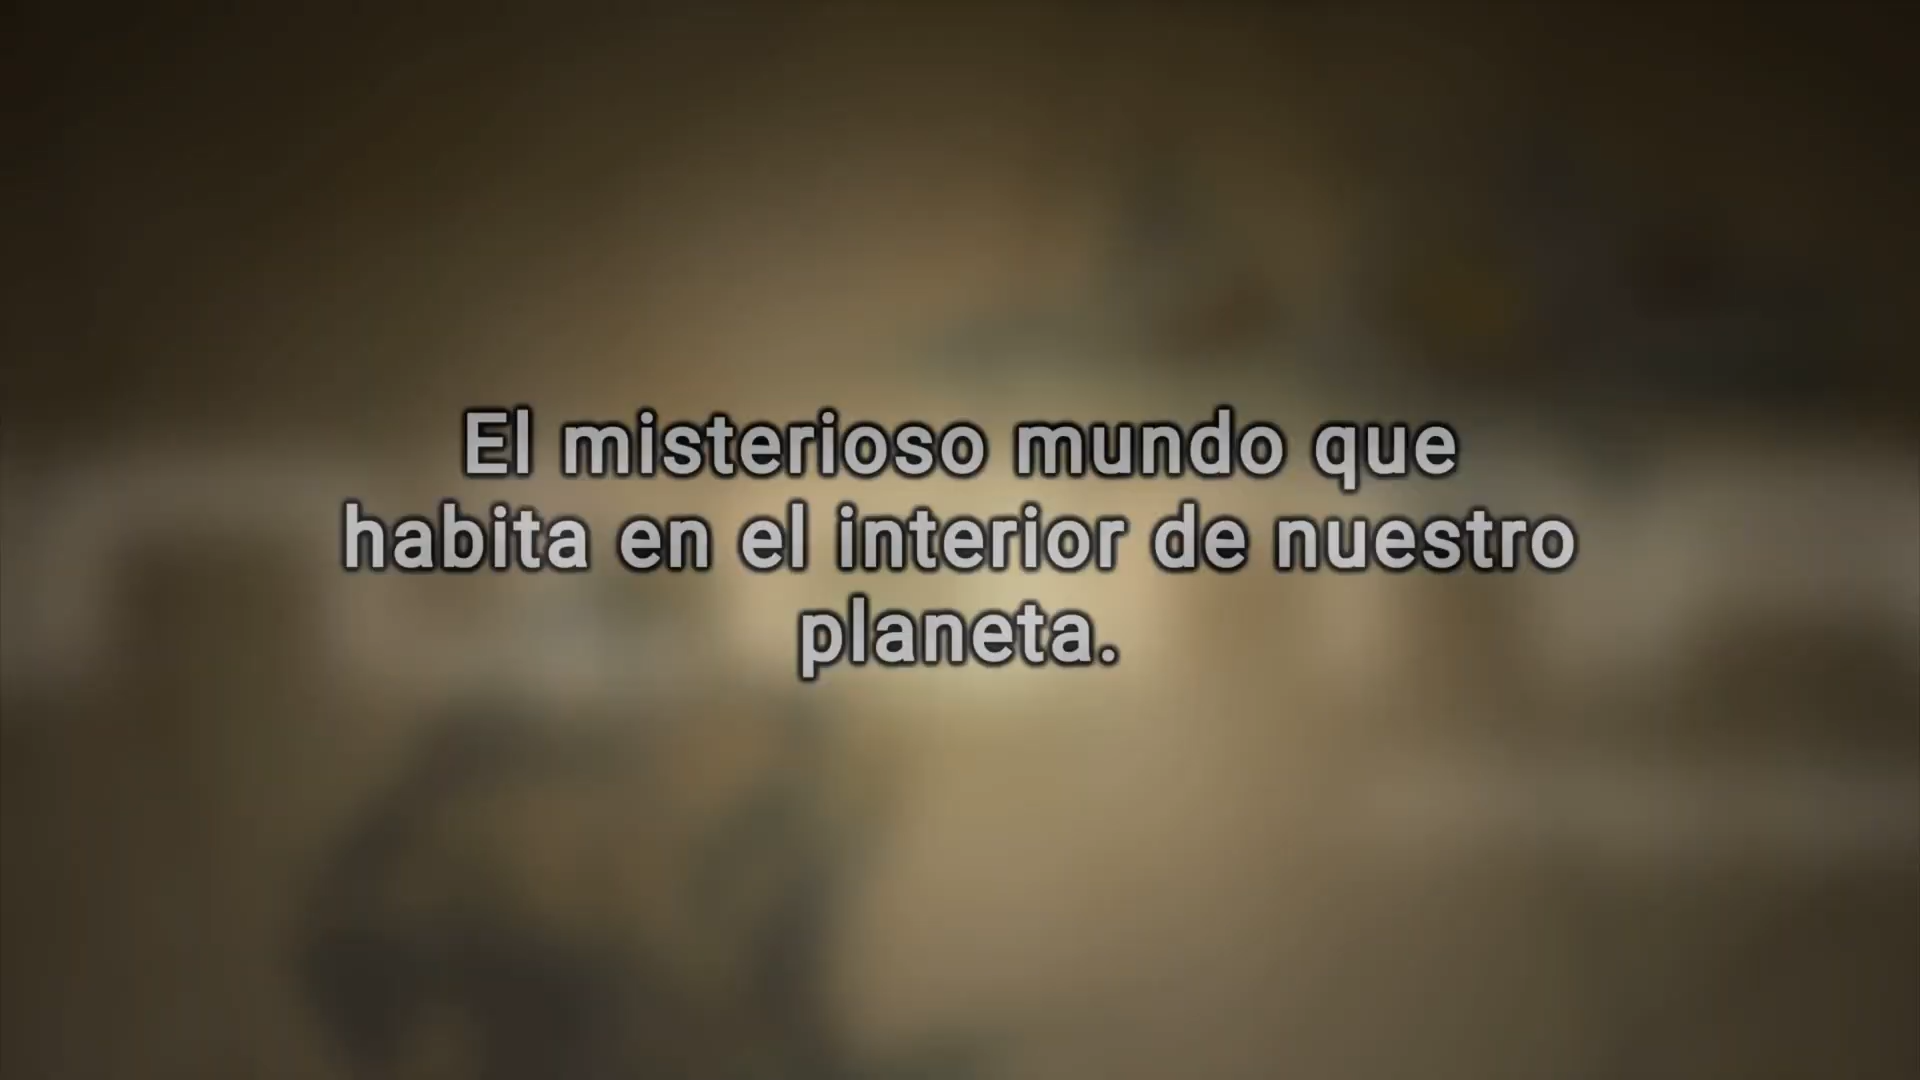 El misterioso mundo que
habita en el interior de nuestro
planeta.